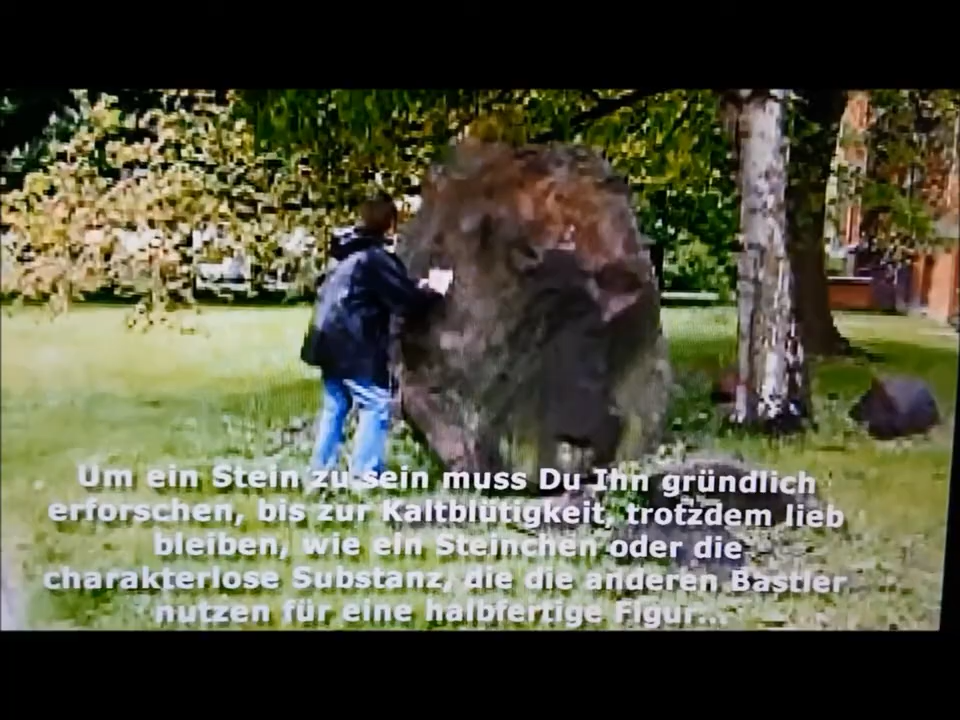 Um ein Stein zu sein muss Du Ihn gründlich
erforschen, bis zur Kaltblütigkeit, trotzdem lieb
bleiben, wie ein Steinchen oder die
charakterlose Substanz, die die anderen Bastler
nutzen für eine halbfertige Figur...